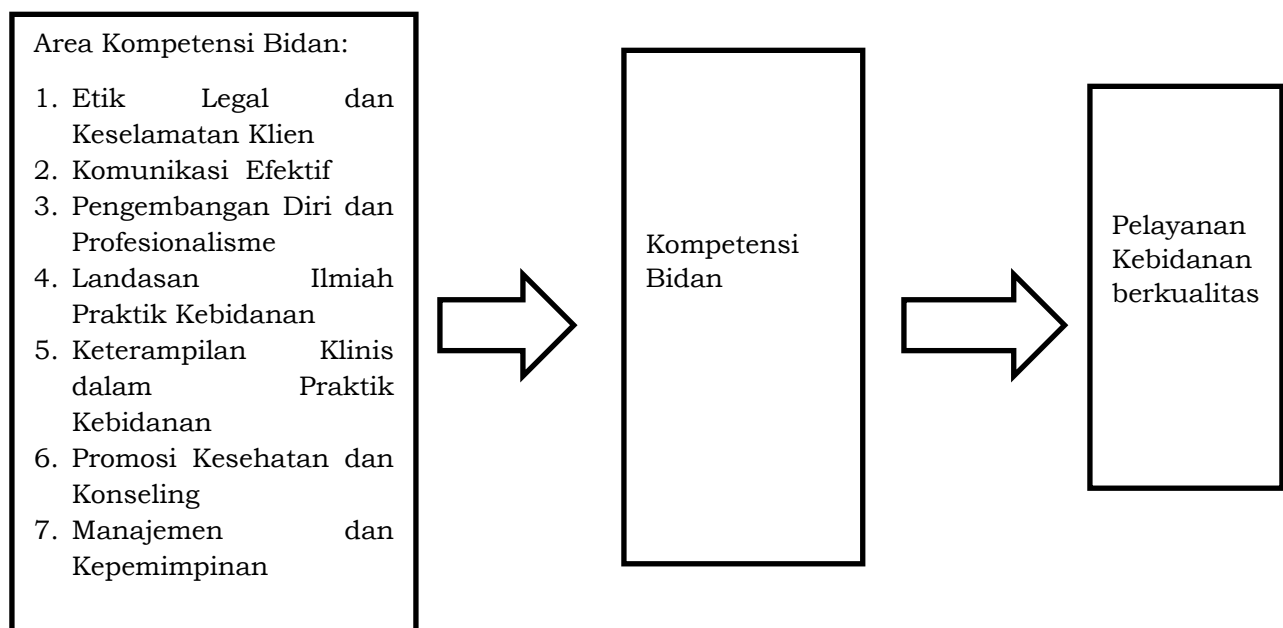 Area Kompetensi Bidan:
1. Etik Legal dan
Keselamatan Klien
2. Komunikasi Efektif
3. Pengembangan Diri dan
Profesionalisme
4. Landasan Ilmiah
Praktik Kebidanan
5. Keterampilan Klinis
dalam Praktik
Kebidanan
6. Promosi Kesehatan dan
Konseling
7. Manajemen dan
Kepemimpinan
Kompetensi
Bidan
Pelayanan
Kebidanan
berkualitas